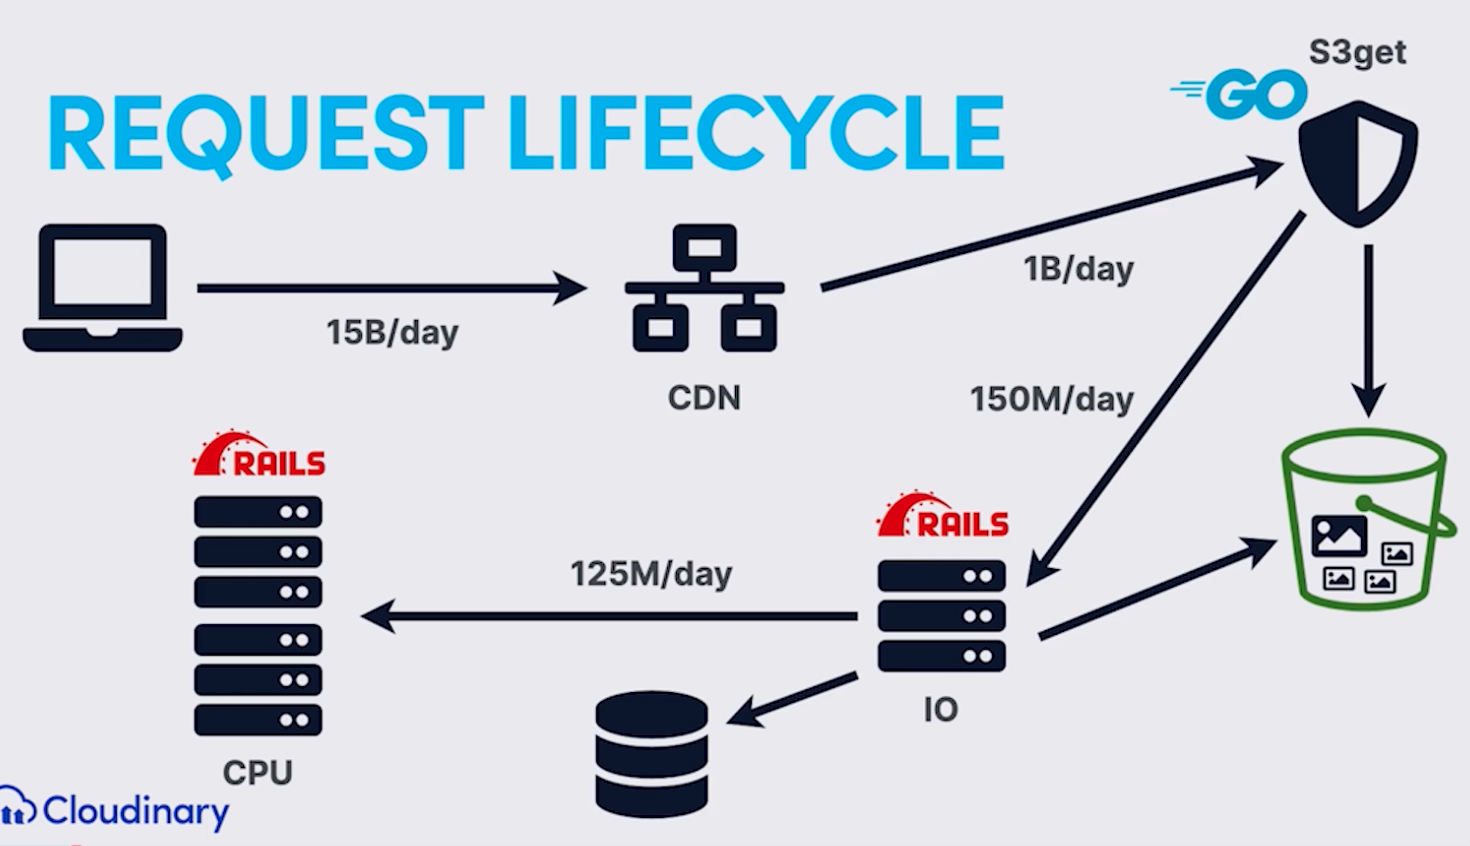 S3get
GO
REQUEST LIFECYCLE
1B/day
15B/day
CDN
150M/day
RAILS
RAILS
125M/day
IO
CPU
Cloudinary